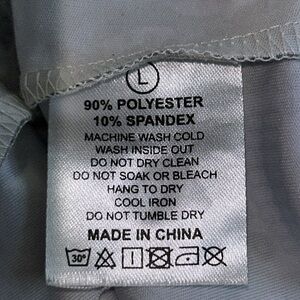 L
90% POLYESTER
10% SPANDEX
MACHINE WASH COLD
WASH INSIDE OUT
DO NOT DRY CLEAN
DO NOT SOAK OR BLEACH
HANG TO DRY
COOL IRON
DO NOT TUMBLE DRY
MADE IN CHINA
30°